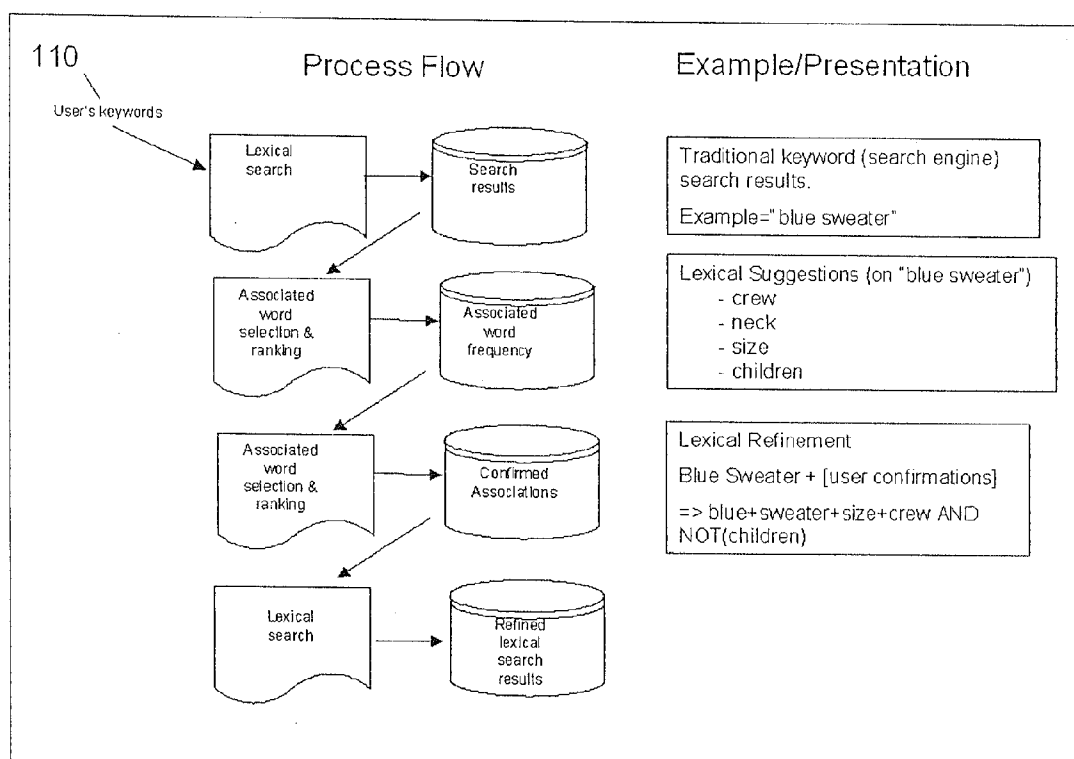 110
Process Flow
Example/Presentation
User's keywords
Lexical
search
Search
results
Traditional keyword (search engine)
search results.
Example="blue sweater"
Associated
word
selection &
ranking
Associated
word
frequency
Lexical Suggestions (on "blue sweater")
- crew
- neck
- size
- children
Associated
word
selection &
ranking
Confirmed
Associations
Lexical Refinement
Blue Sweater + [user confirmations]
=> blue+sweater+size+crew AND
NOT(children)
Lexical
search
Refined
lexical
search
results